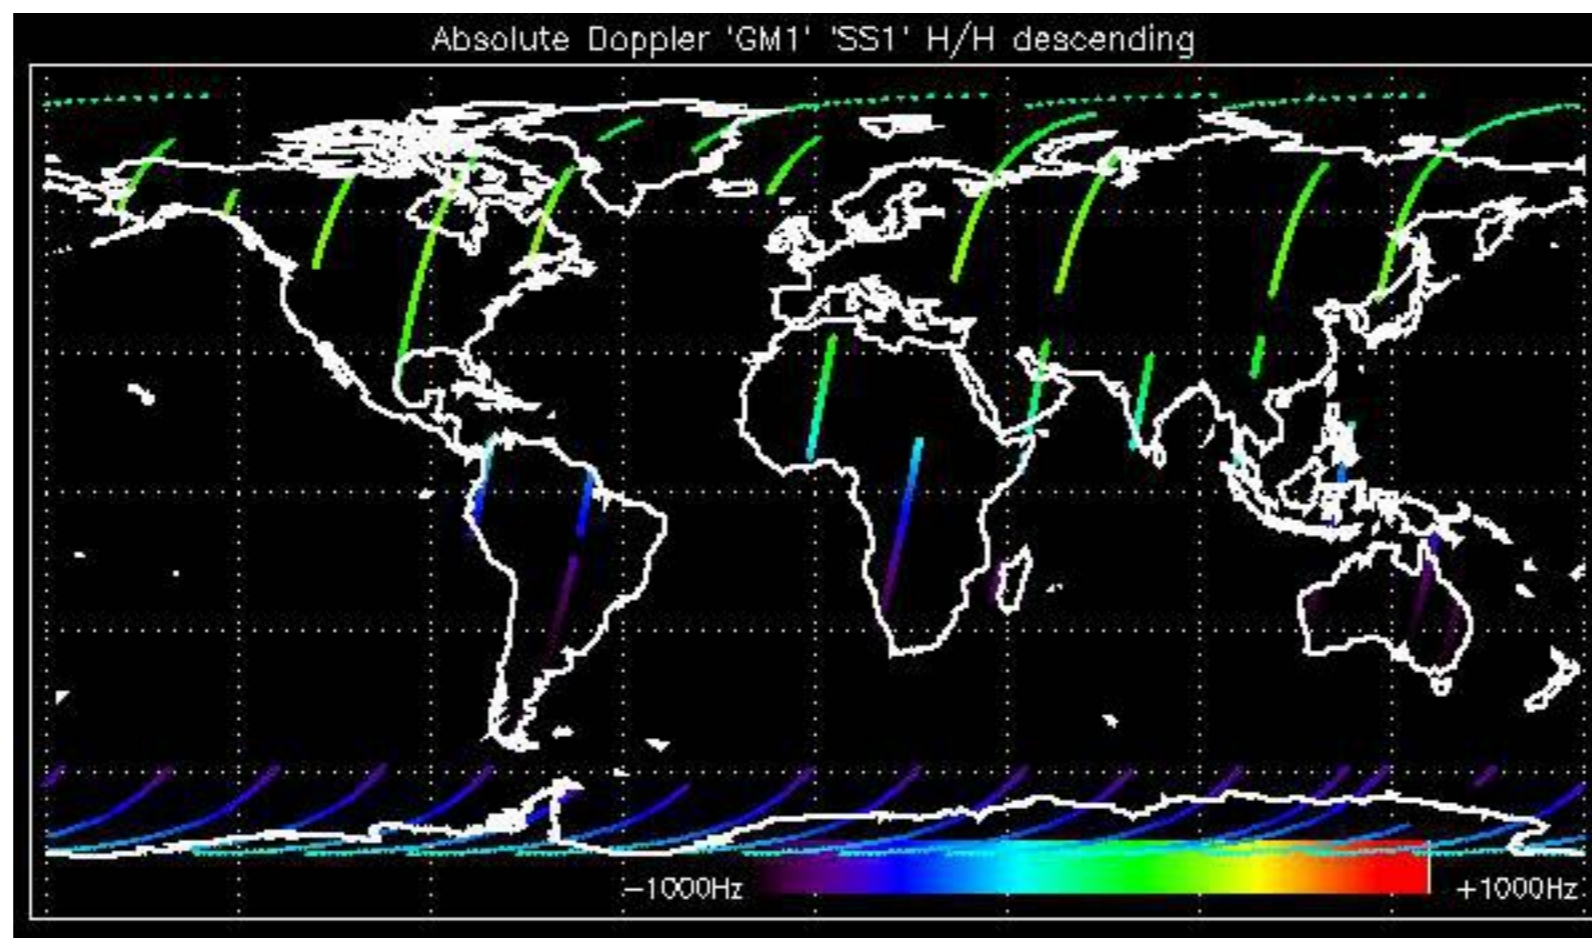 Absolute Doppler 'GM1' 'SS1' H/H descending
−1000Hz
+1000Hz